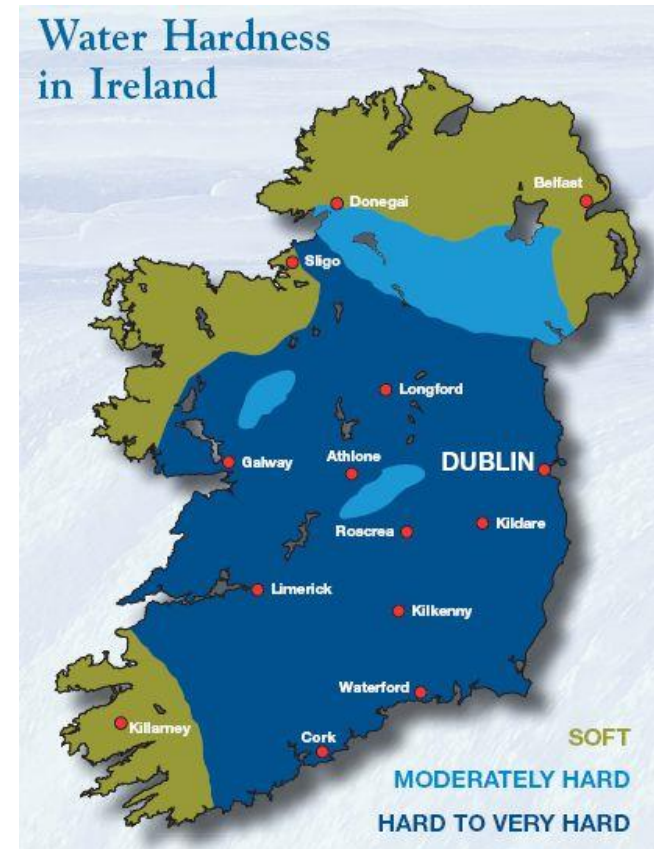 Water Hardness
in Ireland
Belfast
Donegai
Sligo
Longford
Galway
Athlone
DUBLIN
Roscrea
Kildare
Limerick
Kilkenny
Waterford
Killarney
Cork
SOFT
MODERATELY HARD
HARD TO VERY HARD